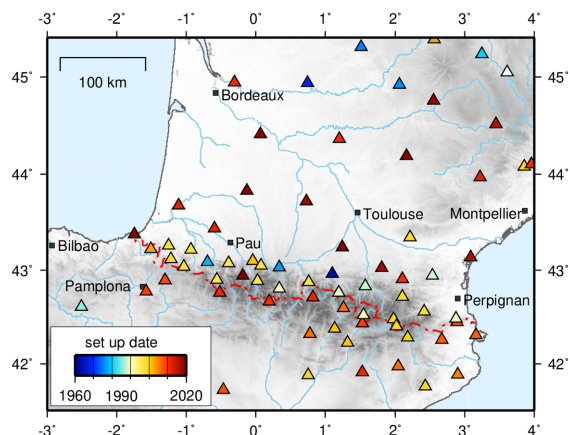 -3° -2° -1° 0° 1° 2° 3° 4°
45° 45°
100 km
Bordeaux
44° 44°
Toulouse
Montpellier
Bilbao
Pau
43° 43°
Pamplona
Perpignan
set up date
1960 1990 2020
42° 42°
-3° -2° -1° 0° 1° 2° 3° 4°